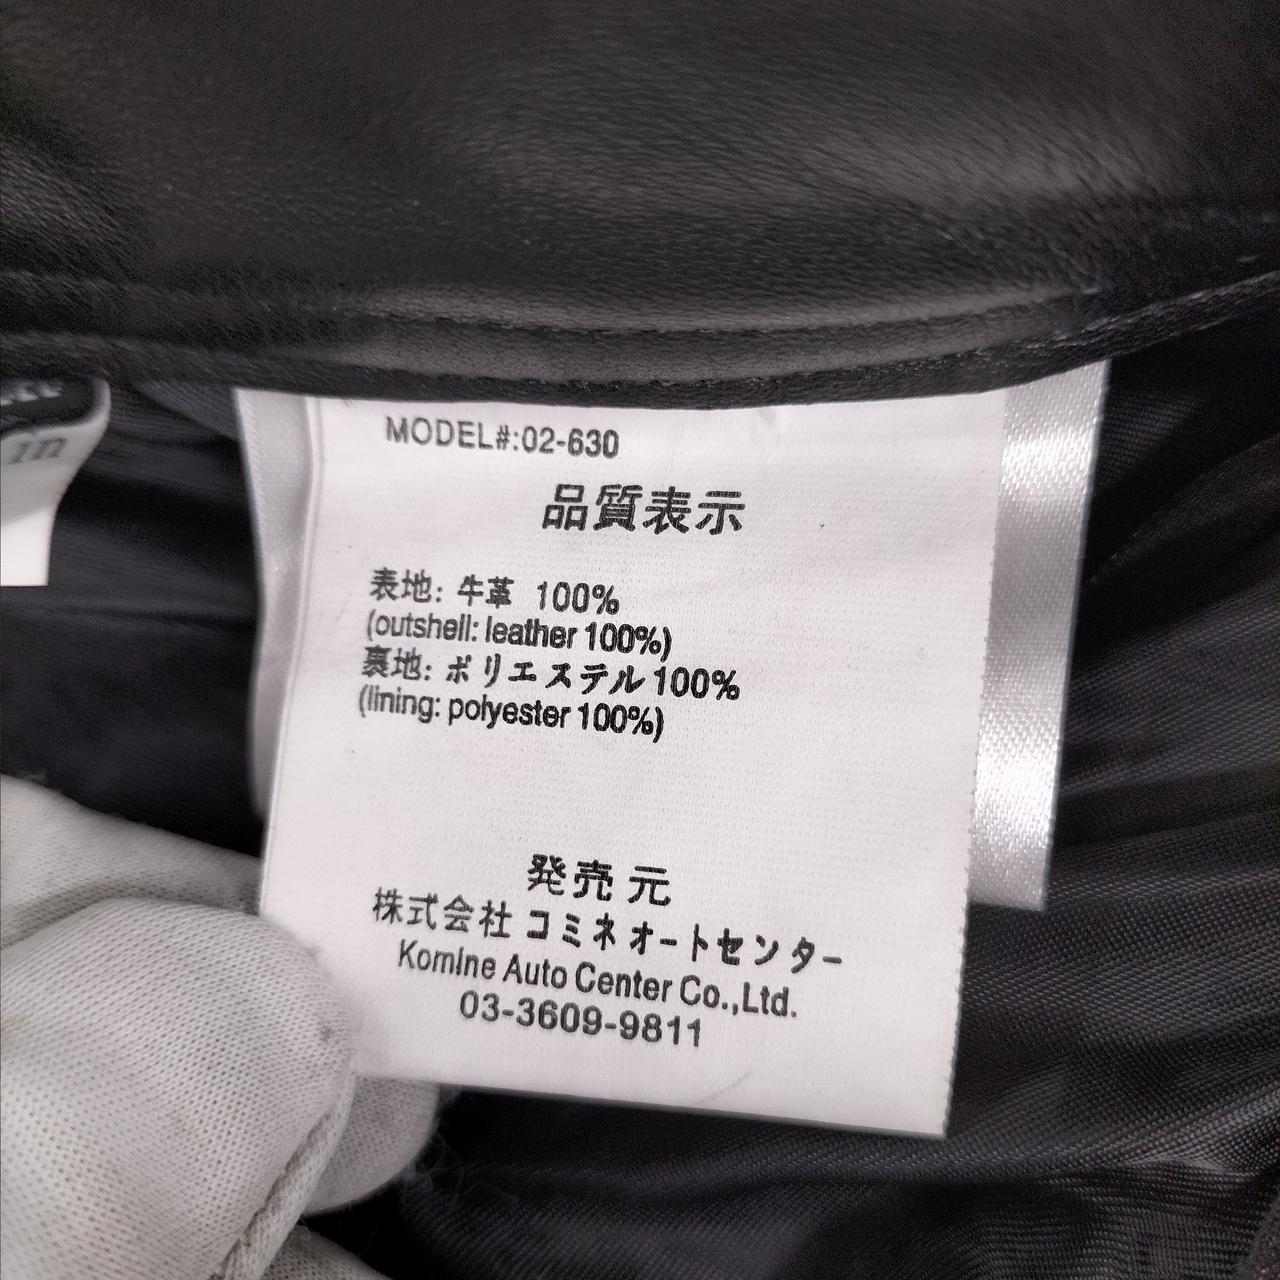 in
MODEL#:02-630
品質表示
表地: 牛革 100%
(outshell: leather 100%)
裏地: ポリエステル 100%
(lining: polyester 100%)
発売元
株式会社 コミネオートセンター
Komine Auto Center Co.,Ltd.
03-3609-9811